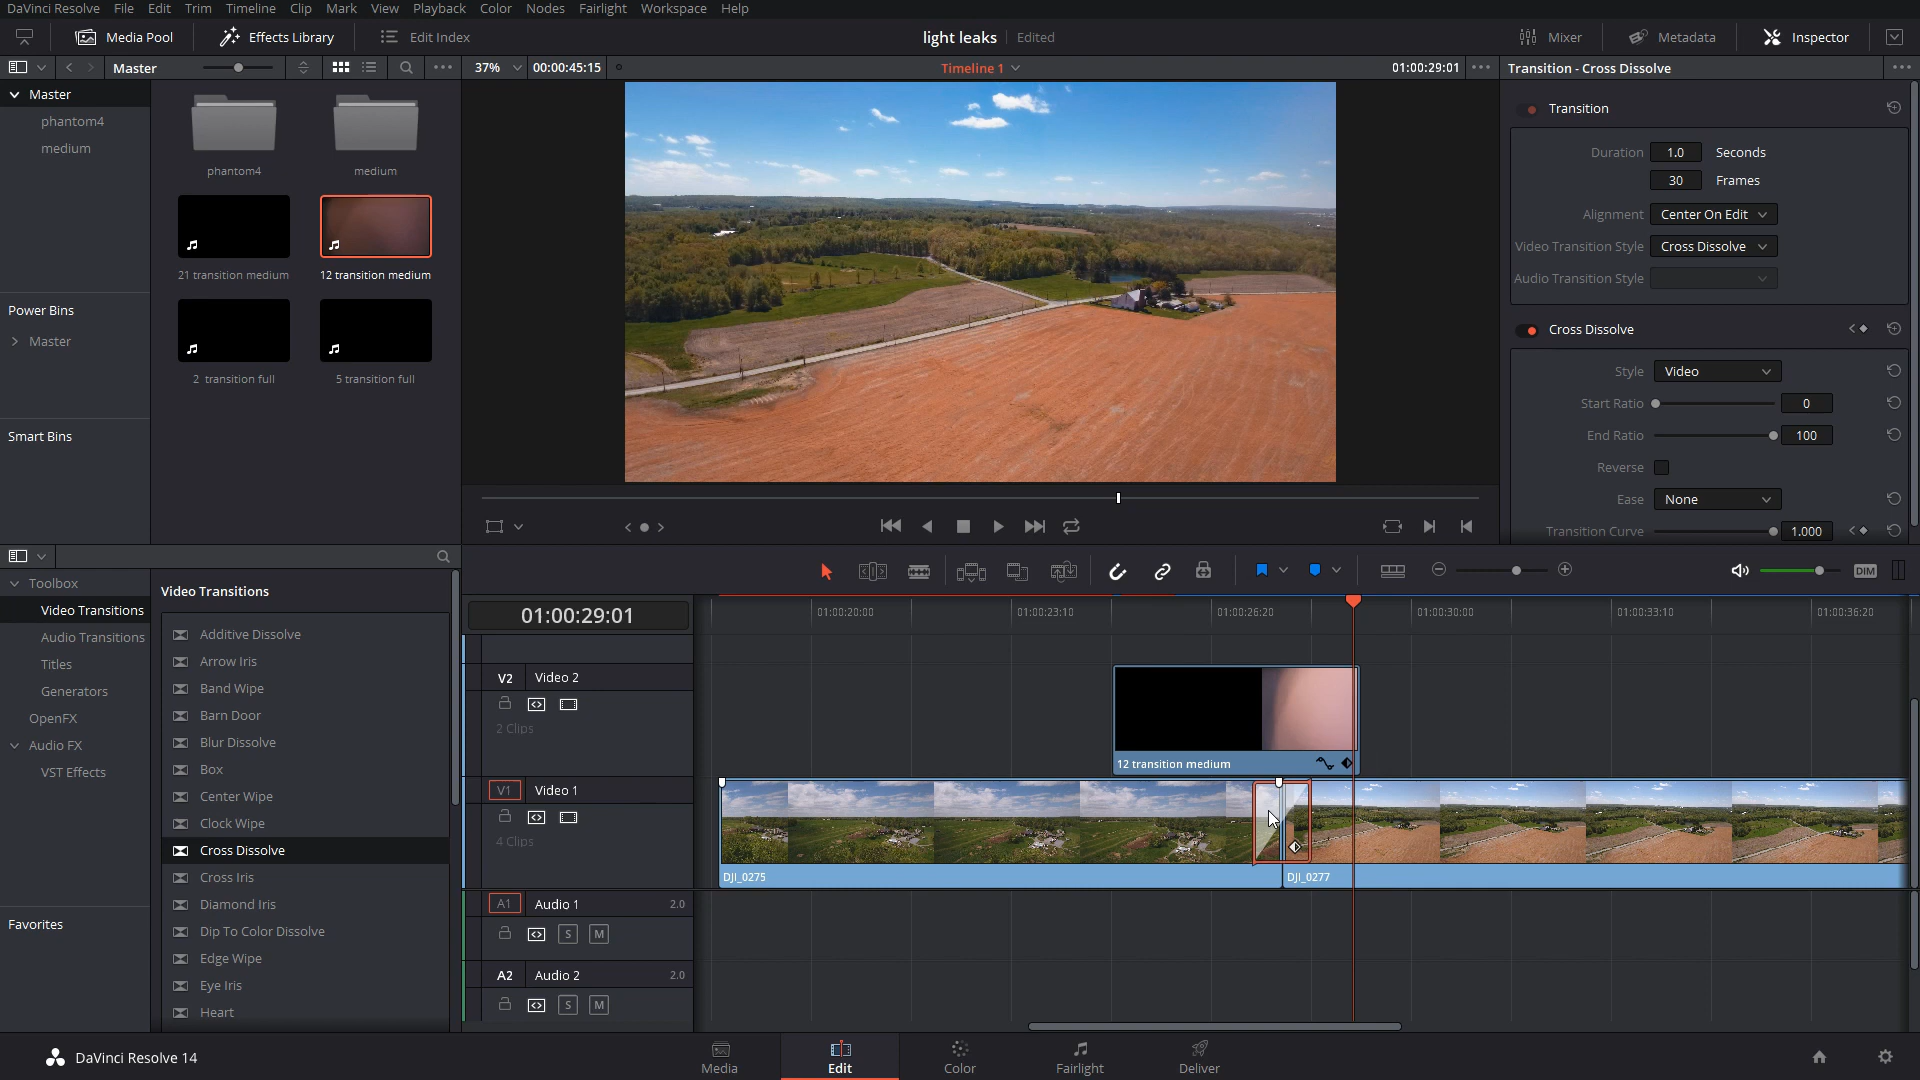 DaVinci Resolve File Edit Trim Timeline Clip Mark View Playback Color Nodes Fairlight Workspace Help
Media Pool Effects Library Edit Index light leaks Edited Mixer Metadata Inspector
Master 37% 00:00:45:15 Timeline 1 01:00:29:01 Transition - Cross Dissolve
Master
phantom4
medium
Power Bins
Master
Smart Bins
phantom4 medium
21 transition medium 12 transition medium
2 transition full 5 transition full
Transition
Duration 1.0 Seconds
30 Frames
Alignment Center On Edit
Video Transition Style Cross Dissolve
Audio Transition Style
Cross Dissolve
Style Video
Start Ratio 0
End Ratio 100
Reverse
Ease None
Transition Curve 1.000
Toolbox
Video Transitions
Audio Transitions
Titles
Generators
OpenFX
Audio FX
VST Effects
Favorites
Video Transitions
Additive Dissolve
Arrow Iris
Band Wipe
Barn Door
Blur Dissolve
Box
Center Wipe
Clock Wipe
Cross Dissolve
Cross Iris
Diamond Iris
Dip To Color Dissolve
Edge Wipe
Eye Iris
Heart
DIM
01:00:29:01 01:00:20:00 01:00:23:10 01:00:26:20 01:00:30:00 01:00:33:10 01:00:36:20
V2 Video 2
2 Clips
12 transition medium
V1 Video 1
4 Clips
DJI_0275 DJI_0277
A1 Audio 1 2.0
S M
A2 Audio 2 2.0
S M
DaVinci Resolve 14 Media Edit Color Fairlight Deliver